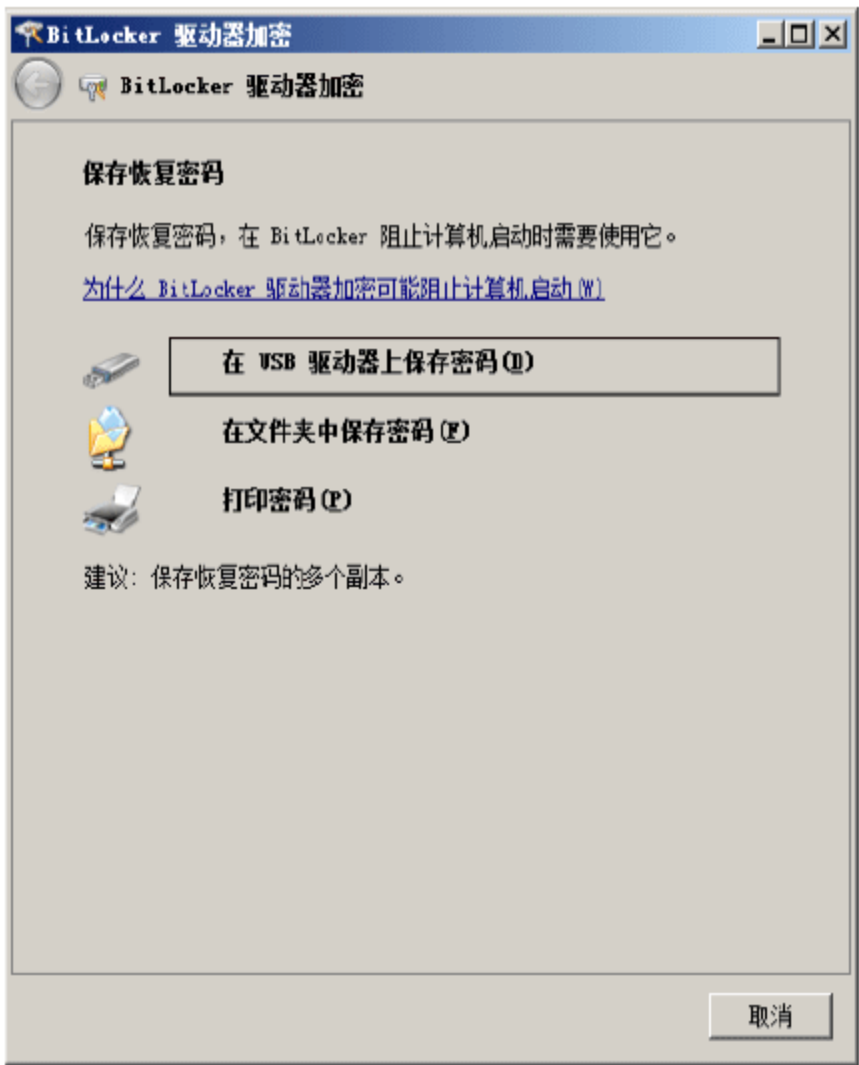 BitLocker 驱动器加密
BitLocker 驱动器加密
保存恢复密码
保存恢复密码，在 BitLocker 阻止计算机启动时需要使用它。
为什么 BitLocker 驱动器加密可能阻止计算机启动(W)
在 USB 驱动器上保存密码(D)
在文件夹中保存密码(F)
打印密码(P)
建议：保存恢复密码的多个副本。
取消